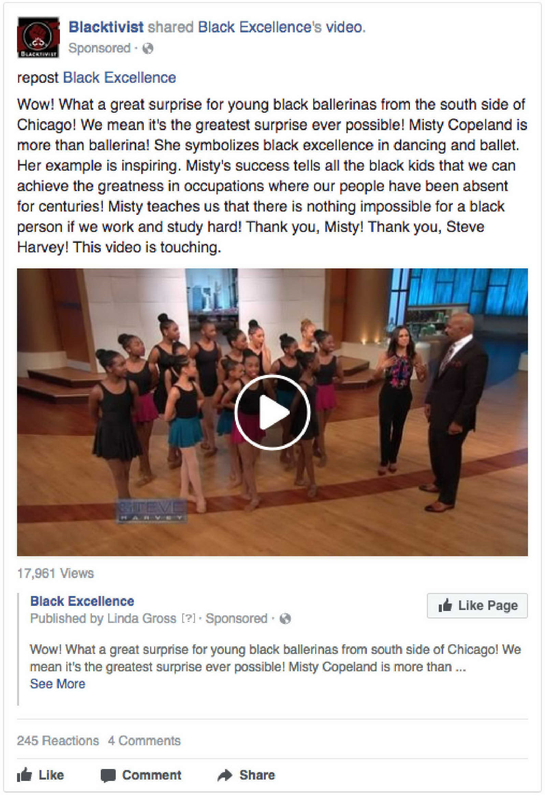 Blacktivist shared Black Excellence's video.
BLACKTIVIST
Sponsored ·
repost Black Excellence
Wow! What a great surprise for young black ballerinas from the south side of
Chicago! We mean it's the greatest surprise ever possible! Misty Copeland is
more than ballerina! She symbolizes black excellence in dancing and ballet.
Her example is inspiring. Misty's success tells all the black kids that we can
achieve the greatness in occupations where our people have been absent
for centuries! Misty teaches us that there is nothing impossible for a black
person if we work and study hard! Thank you, Misty! Thank you, Steve
Harvey! This video is touching.
STEVE
HARVEY
17,961 Views
Black Excellence
Published by Linda Gross [?] · Sponsored ·
Like Page
Wow! What a great surprise for young black ballerinas from south side of Chicago! We
mean it's the greatest surprise ever possible! Misty Copeland is more than ...
See More
245 Reactions 4 Comments
Like Comment Share